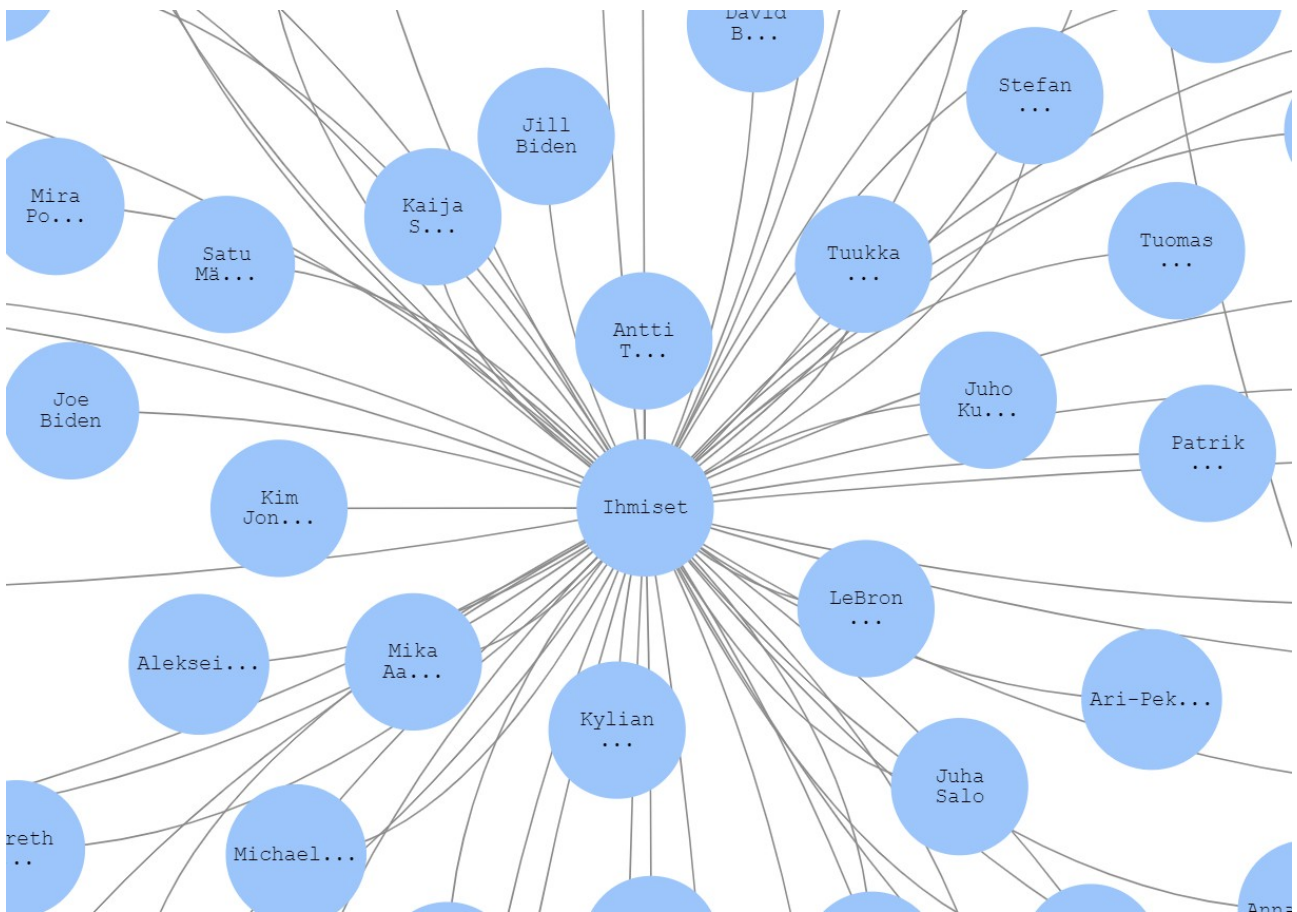 David
B...
Stefan
...
Jill
Biden
Mira
Po...
Kaija
S...
Satu
Mä...
Tuukka
...
Tuomas
...
Antti
T...
Joe
Biden
Juho
Ku...
Patrik
...
Kim
Jon...
Ihmiset
LeBron
...
Aleksei...
Mika
Aa...
Ari-Pek...
Kylian
...
Juha
Salo
reth
..
Michael...
Anna